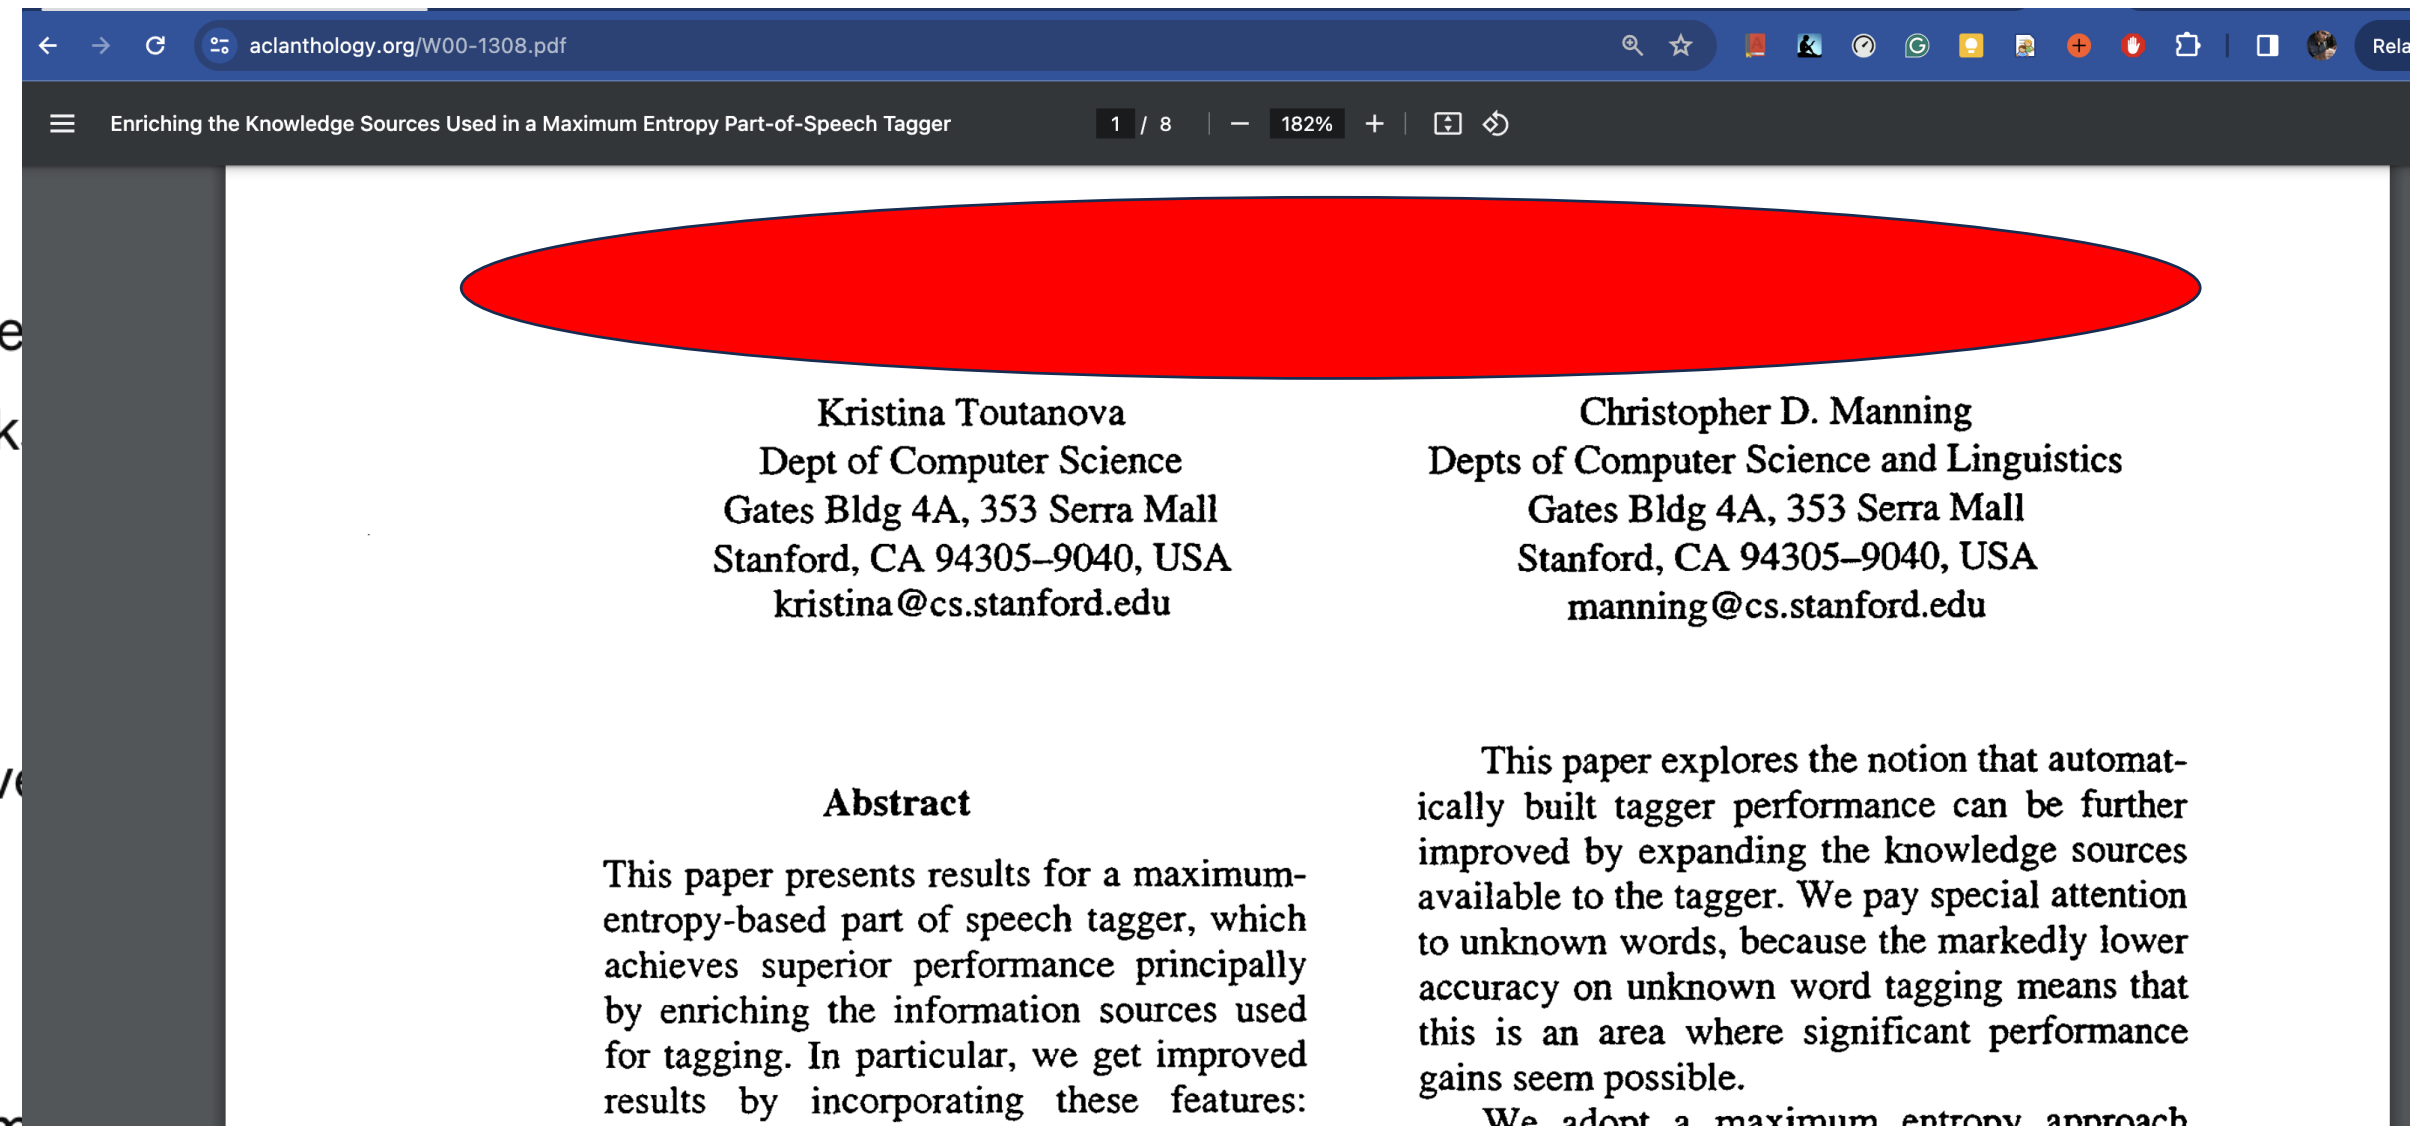 aclanthology.org/W00-1308.pdf
Rela
Enriching the Knowledge Sources Used in a Maximum Entropy Part-of-Speech Tagger
1 / 8
182%
Kristina Toutanova
Dept of Computer Science
Gates Bldg 4A, 353 Serra Mall
Stanford, CA 94305–9040, USA
kristina@cs.stanford.edu
Christopher D. Manning
Depts of Computer Science and Linguistics
Gates Bldg 4A, 353 Serra Mall
Stanford, CA 94305–9040, USA
manning@cs.stanford.edu
Abstract
This paper presents results for a maximum-
entropy-based part of speech tagger, which
achieves superior performance principally
by enriching the information sources used
for tagging. In particular, we get improved
results by incorporating these features:
This paper explores the notion that automat-
ically built tagger performance can be further
improved by expanding the knowledge sources
available to the tagger. We pay special attention
to unknown words, because the markedly lower
accuracy on unknown word tagging means that
this is an area where significant performance
gains seem possible.
We adopt a maximum entropy approach